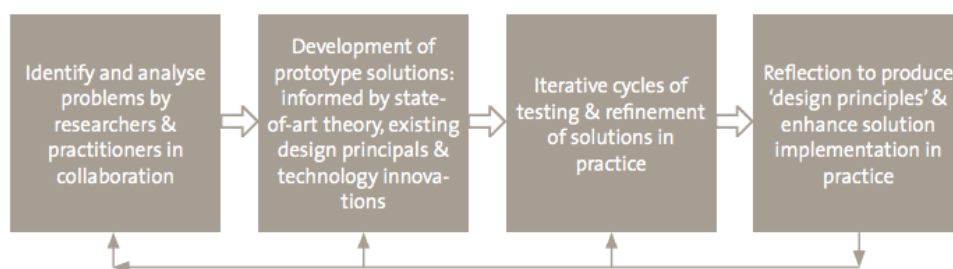 Identify and analyse
problems by
researchers &
practitioners in
collaboration
Development of
prototype solutions:
informed by state-
of-art theory, existing
design principals &
technology innova-
tions
Iterative cycles of
testing & refinement
of solutions in
practice
Reflection to produce
‘design principles’ &
enhance solution
implementation in
practice